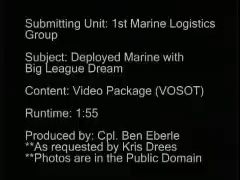 Submitting Unit: 1st Marine Logistics
Group
Subject: Deployed Marine with
Big League Dream
Content: Video Package (VOSOT)
Runtime: 1:55
Produced by: Cpl. Ben Eberle
**As requested by Kris Drees
**Photos are in the Public Domain